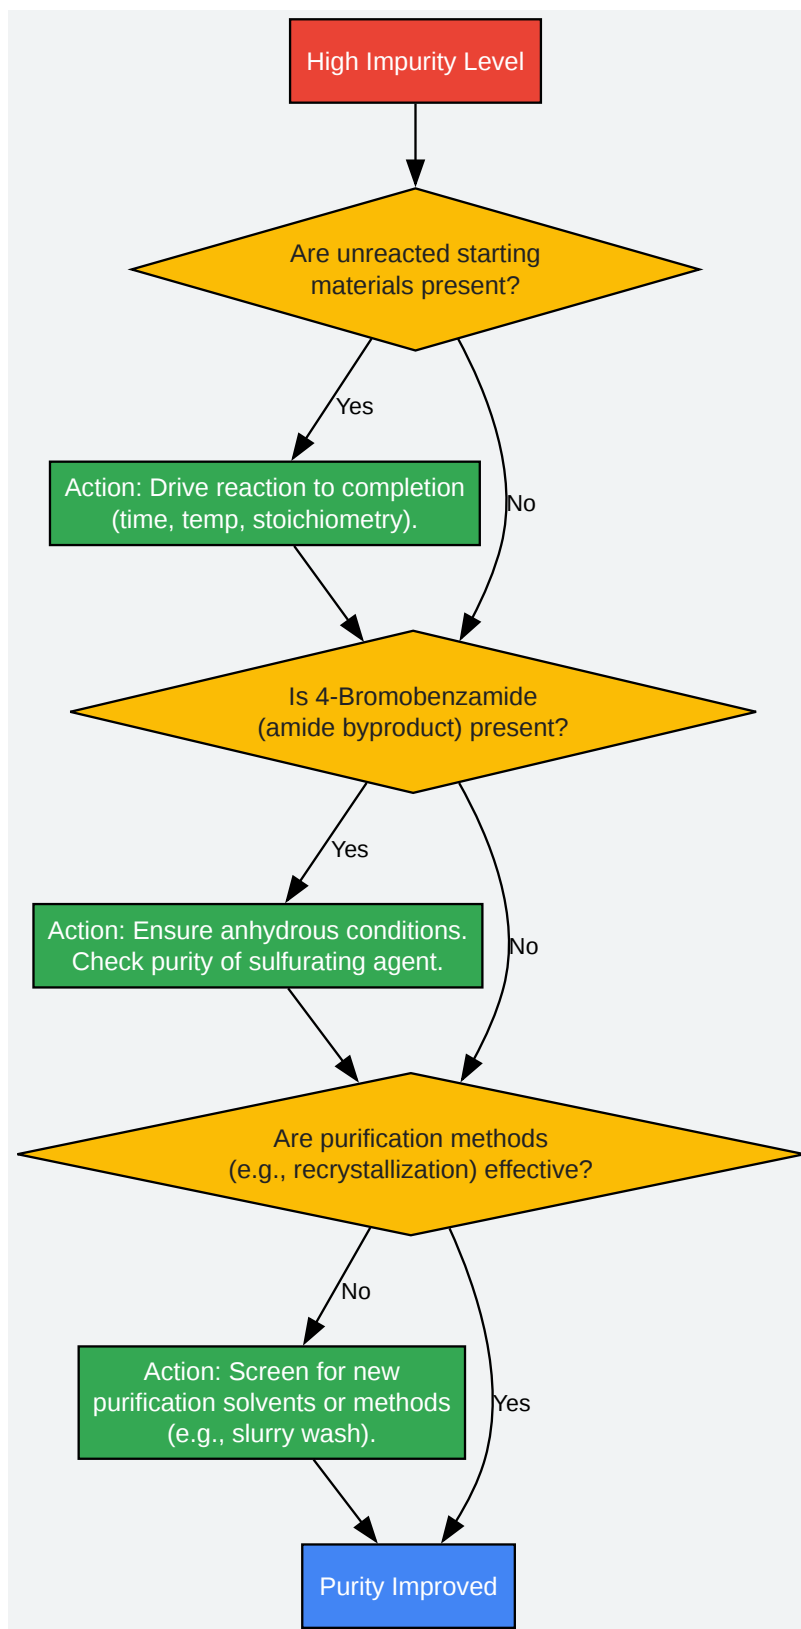 High Impurity Level
Are unreacted starting
materials present?
Yes
Action: Drive reaction to completion
(time, temp, stoichiometry).
No
Is 4-Bromobenzamide
(amide byproduct) present?
Yes
Action: Ensure anhydrous conditions.
Check purity of sulfurating agent.
No
Are purification methods
(e.g., recrystallization) effective?
No
Action: Screen for new
purification solvents or methods
(e.g., slurry wash).
Yes
Purity Improved